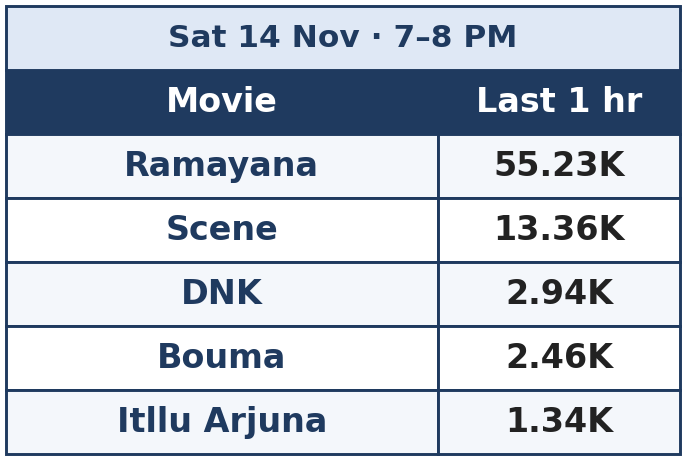 Sat 14 Nov · 7–8 PM
Movie Last 1 hr
Ramayana 55.23K
Scene 13.36K
DNK 2.94K
Bouma 2.46K
Itllu Arjuna 1.34K